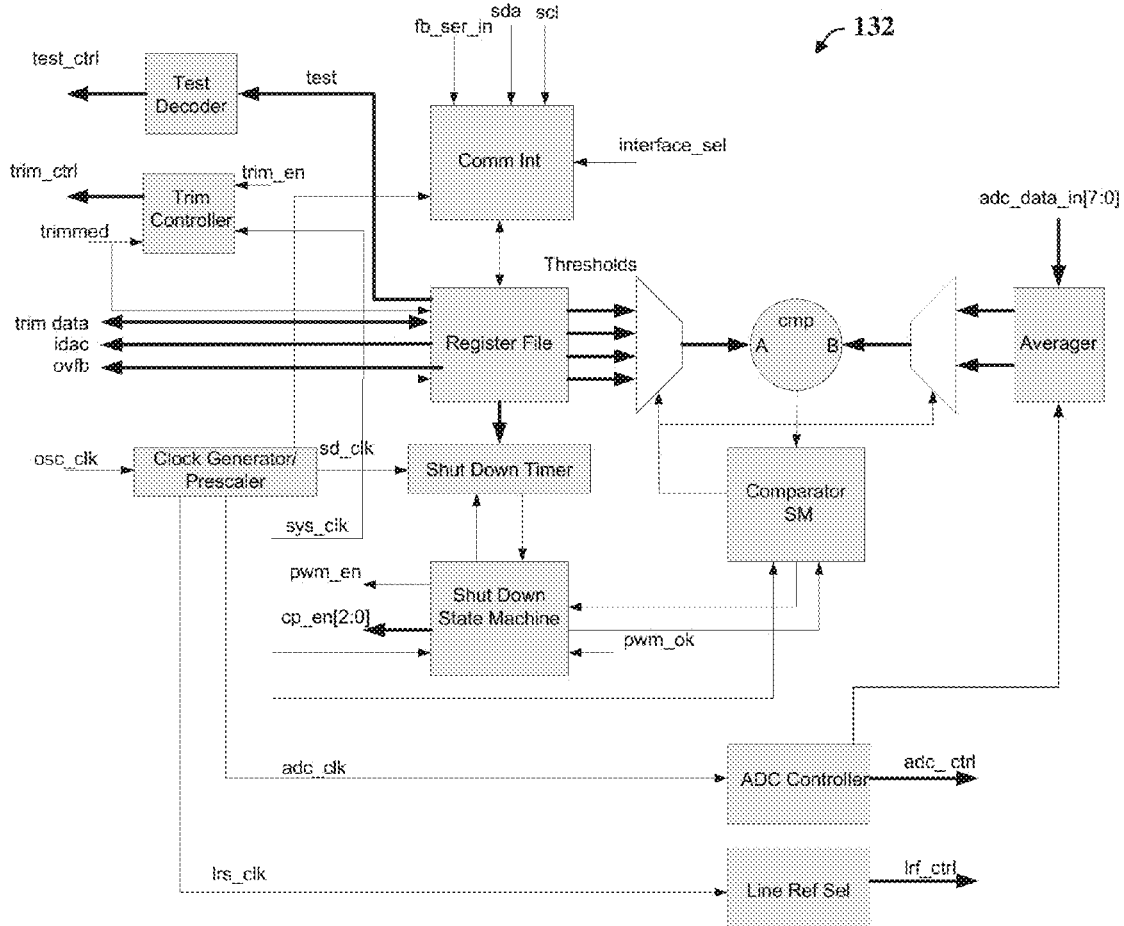 sda
scl
fb_ser_in
132
test_ctrl
Test
Decoder
test
Comm Int
interface_sel
trim_ctrl
Trim
Controller
trim_en
trimmed
adc_data_in[7:0]
Thresholds
trim data
idac
ovfb
Register File
cmp
A
B
Averager
osc_clk
Clock Generator/
Prescaler
sd_clk
Shut Down Timer
Comparator
SM
sys_clk
pwm_en
cp_en[2:0]
Shut Down
State Machine
pwm_ok
adc_clk
ADC Controller
adc_ ctrl
lrs_clk
Line Ref Sel
lrf_ctrl